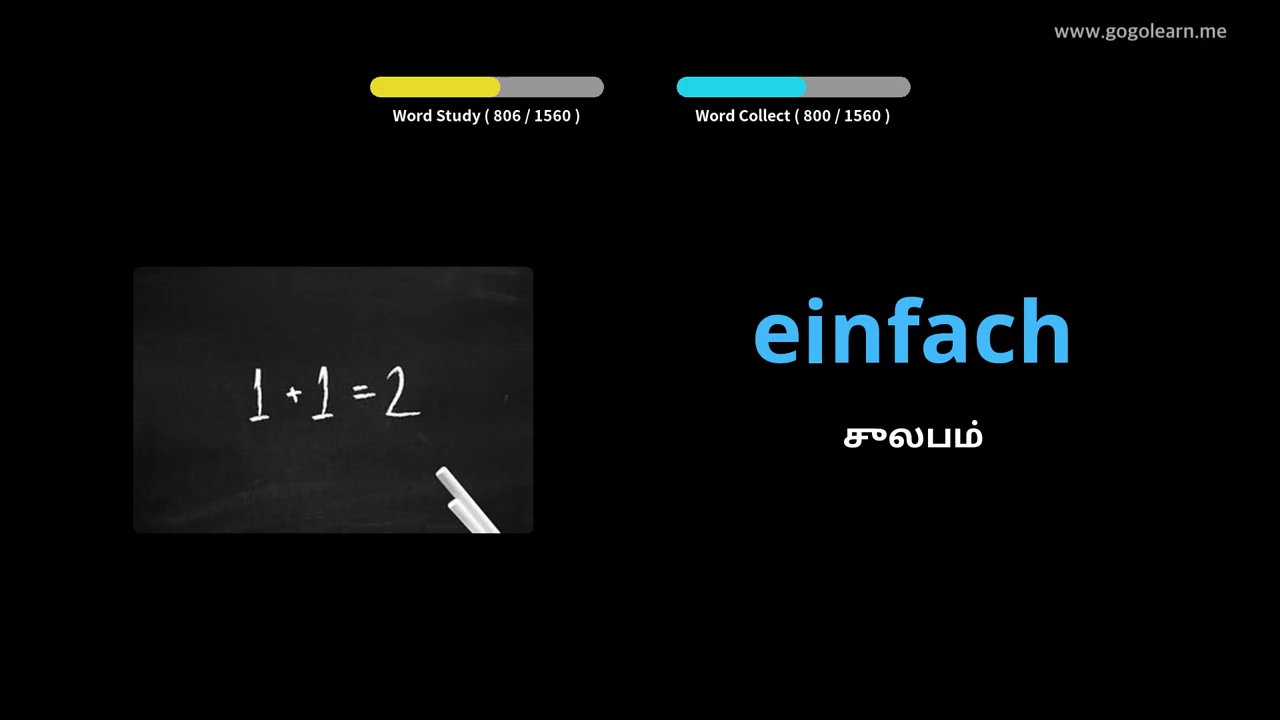 www.gogolearn.me
Word Study ( 806 / 1560 )
Word Collect ( 800 / 1560 )
1 + 1 = 2
einfach
சுலபம்